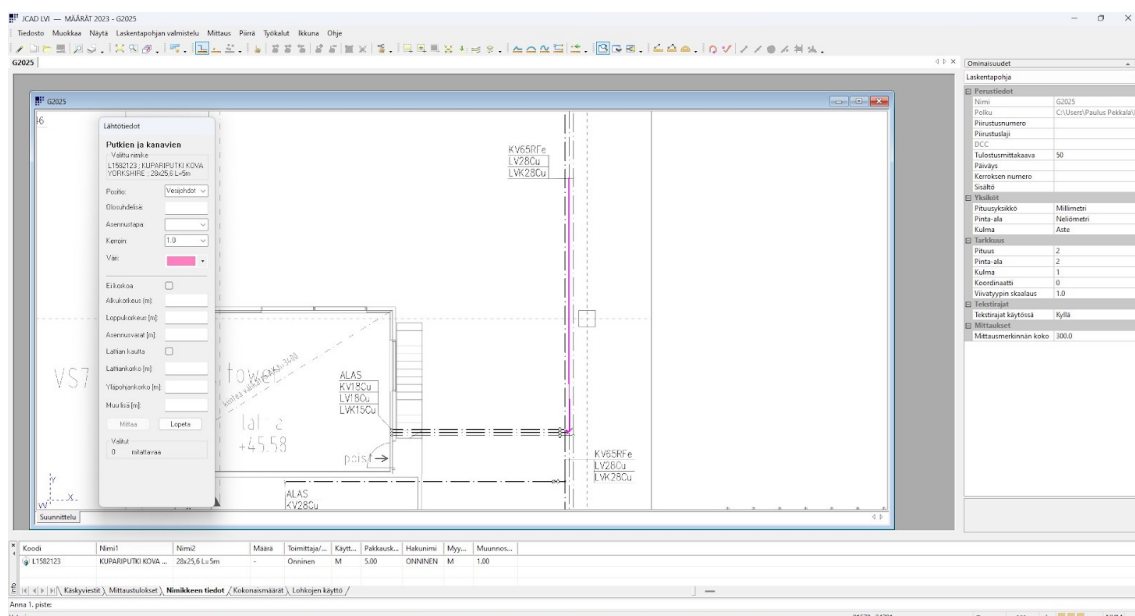 JCAD LVI — MÄÄRÄT 2023 - G2025
Tiedosto Muokkaa Näytä Laskentapohjan valmistelu Mittaus Piirrä Työkalut Ikkuna Ohje
G2025
G2025
Lähtötiedot
Putkien ja kanavien
Valittu nimike
L1582123 ; KUPARIPUTKI KOVA
YORKSHIRE ; 28x25,6 L=5m
Positio: Vesijohdot
Olosuhdelisä:
Asennustapa:
Kerroin: 1.0
Väri:
Ei korkoa
Alkukorkeus [m]:
Loppukorkeus [m]:
Asennusvarat [m]:
Lattian kautta
Lattiankorko [m]:
Yläpohjankorko [m]:
Muu lisä [m]:
Mittaa Lopeta
Valitut
0 mitattavaa
KV65RFe
LV28Cu
LVK28Cu
VS7
ALAS
KV18Cu
LV18Cu
LVK15Cu
+45.58
poist
KV65RFe
LV28Cu
LVK28Cu
ALAS
KV28Cu
Y
X
W
Suunnittelu
Ominaisuudet
Laskentapohja
Perustiedot
Nimi G2025
Polku C:\Users\Paulus Pekkala\
Piirustusnumero
Piirustuslaji
DCC
Tulostusmittakaava 50
Päiväys
Kerroksen numero
Sisältö
Yksiköt
Pituusyksikkö Millimetri
Pinta-ala Neliömetri
Kulma Aste
Tarkkuus
Pituus 2
Pinta-ala 2
Kulma 1
Koordinaatti 0
Viivatyypin skaalaus 1.0
Tekstirajat
Tekstirajat käytössä Kyllä
Mittaukset
Mittausmerkinnän koko 300.0
Koodi Nimi1 Nimi2 Määrä Toimittaja/... Käytt... Pakkausk... Hakunimi Myy... Muunnos...
L1582123 KUPARIPUTKI KOVA ... 28x25,6 L=5m - Onninen M 5.00 ONNINEN M 1.00
Käskyviestit Mittaustulokset Nimikkeen tiedot Kokonaismäärät Lohkojen käyttö
Anna 1. piste: